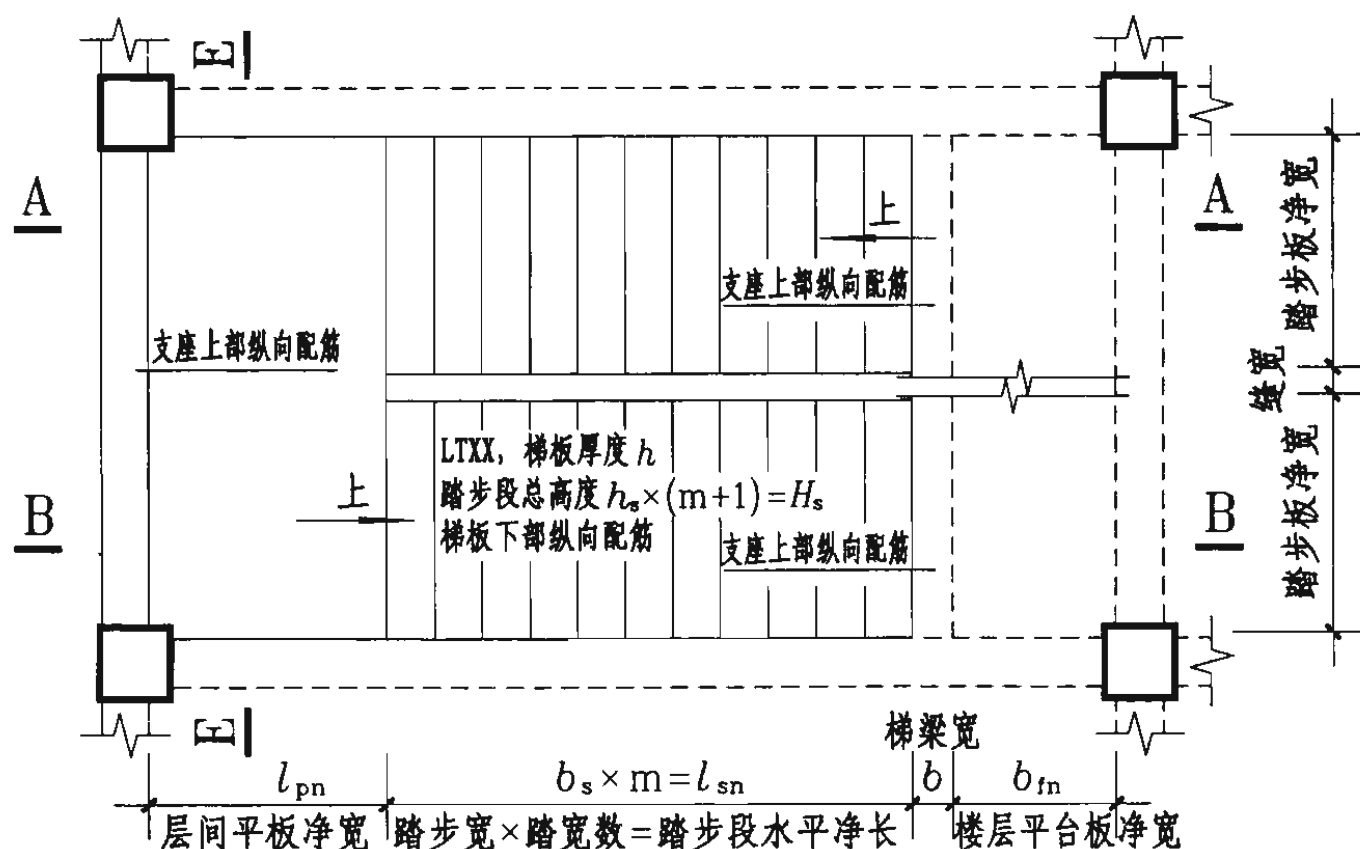 E
A
A
上
支座上部纵向配筋
支座上部纵向配筋
踏步板净宽
缝宽
踏步板净宽
LTXX, 梯板厚度 h
踏步段总高度 hₛ×(m+1)=Hₛ
梯板下部纵向配筋
上
支座上部纵向配筋
B
B
E
梯梁宽
lₚₙ
bₛ×m=lₛₙ
b
b_fn
层间平板净宽
踏步宽×踏宽数=踏步段水平净长
楼层平台板净宽